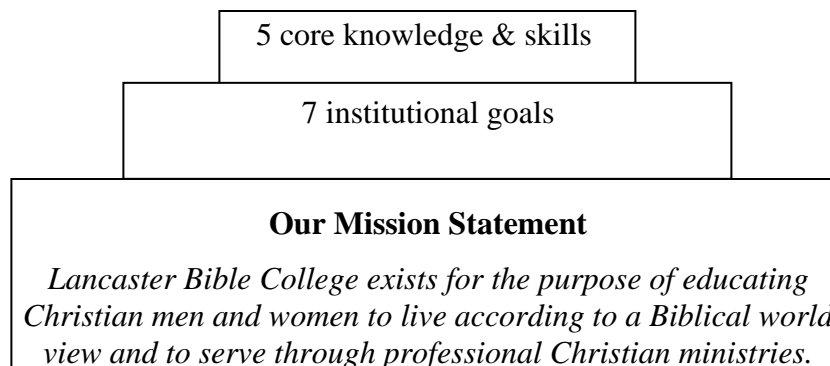 5 core knowledge & skills
7 institutional goals
Our Mission Statement
Lancaster Bible College exists for the purpose of educating
Christian men and women to live according to a Biblical world
view and to serve through professional Christian ministries.